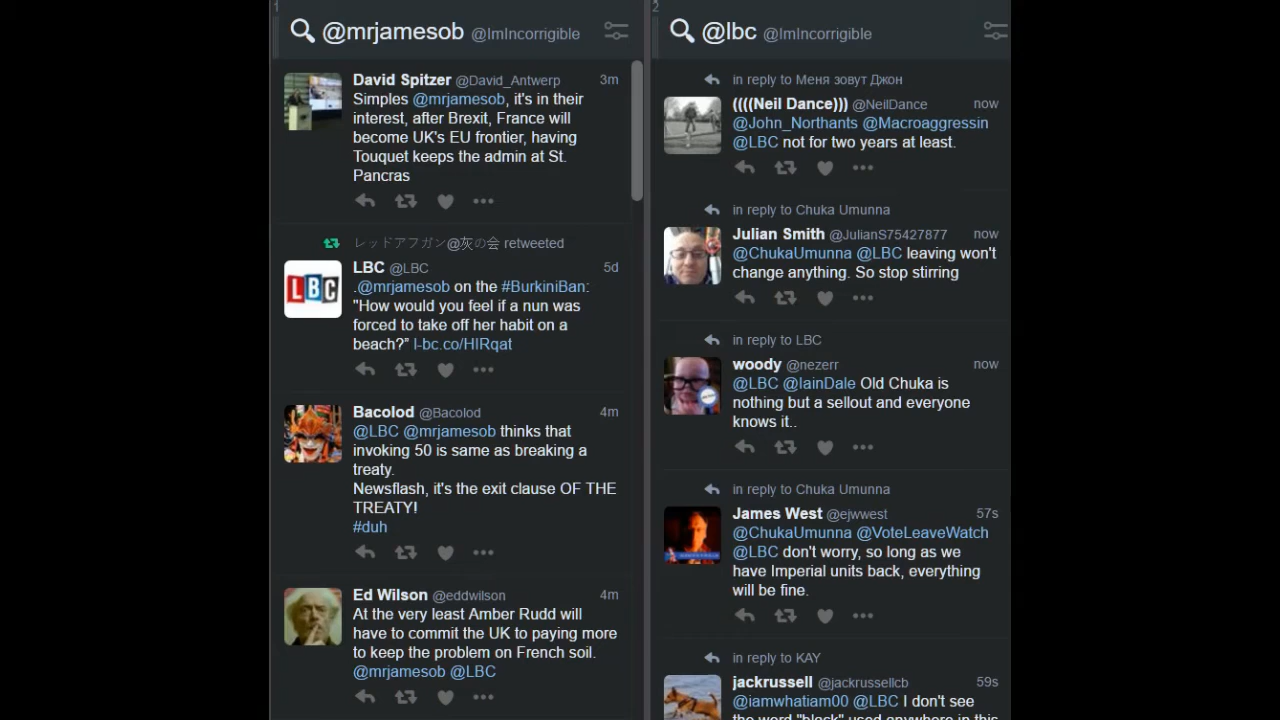 1
@mrjamesob @ImIncorrigible
David Spitzer @David_Antwerp 3m
Simples @mrjamesob, it's in their
interest, after Brexit, France will
become UK's EU frontier, having
Touquet keeps the admin at St.
Pancras
レッドアフガン@灰の会 retweeted
LBC @LBC 5d
.@mrjamesob on the #BurkiniBan:
"How would you feel if a nun was
forced to take off her habit on a
beach?” l-bc.co/HIRqat
LBC
Bacolod @Bacolod 4m
@LBC @mrjamesob thinks that
invoking 50 is same as breaking a
treaty.
Newsflash, it's the exit clause OF THE
TREATY!
#duh
Ed Wilson @eddwilson 4m
At the very least Amber Rudd will
have to commit the UK to paying more
to keep the problem on French soil.
@mrjamesob @LBC
2
@lbc @ImIncorrigible
in reply to Меня зовут Джон
((((Neil Dance))) @NeilDance now
@John_Northants @Macroaggressin
@LBC not for two years at least.
in reply to Chuka Umunna
Julian Smith @JulianS75427877 now
@ChukaUmunna @LBC leaving won't
change anything. So stop stirring
in reply to LBC
woody @nezerr now
@LBC @IainDale Old Chuka is
nothing but a sellout and everyone
knows it..
in reply to Chuka Umunna
James West @ejwwest 57s
@ChukaUmunna @VoteLeaveWatch
@LBC don't worry, so long as we
have Imperial units back, everything
will be fine.
in reply to KAY
jackrussell @jackrussellcb 59s
@iamwhatiam00 @LBC I don't see
the word "block" used anywhere in this